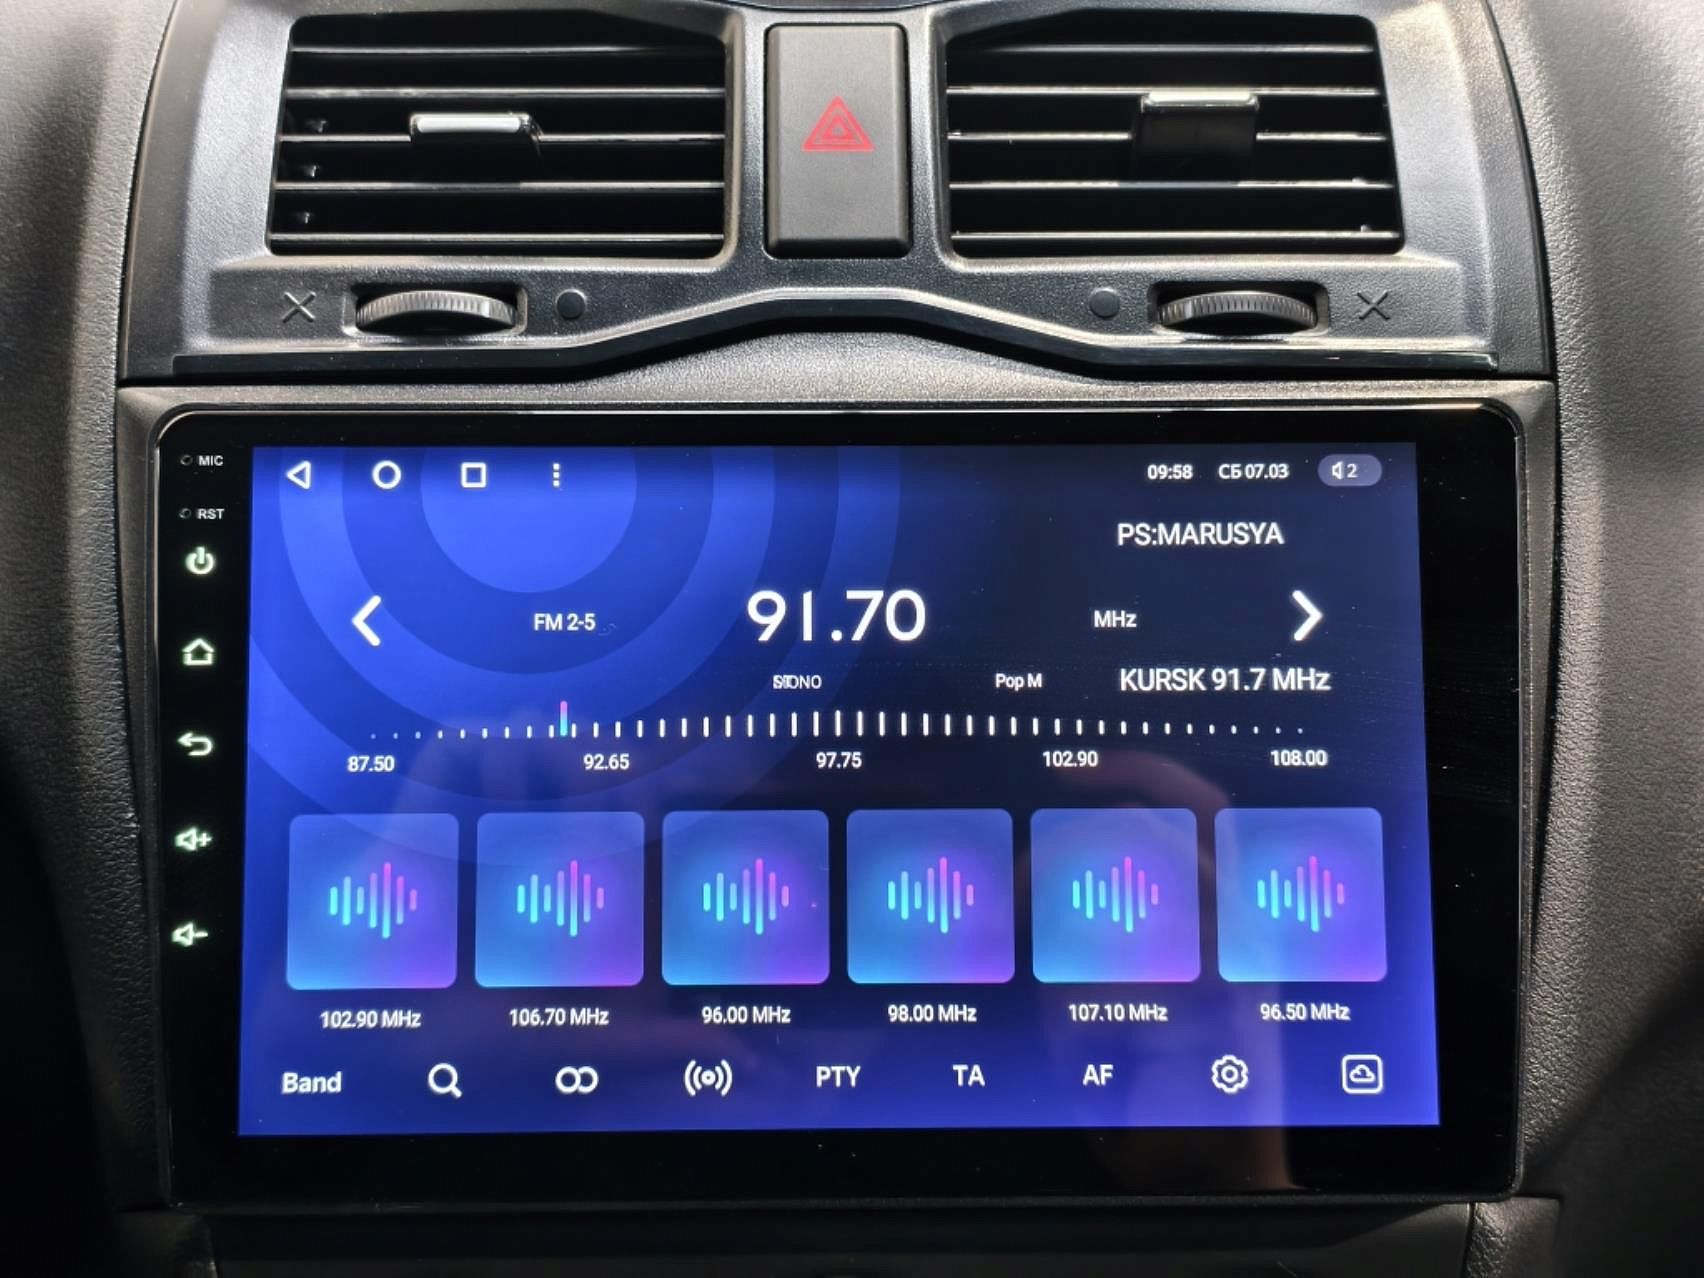 MIC
09:58 СБ 07.03 2
RST
PS:MARUSYA
FM 2-5 91.70 MHz
Pop M KURSK 91.7 MHz
87.50 92.65 97.75 102.90 108.00
102.90 MHz 106.70 MHz 96.00 MHz 98.00 MHz 107.10 MHz 96.50 MHz
Band PTY TA AF